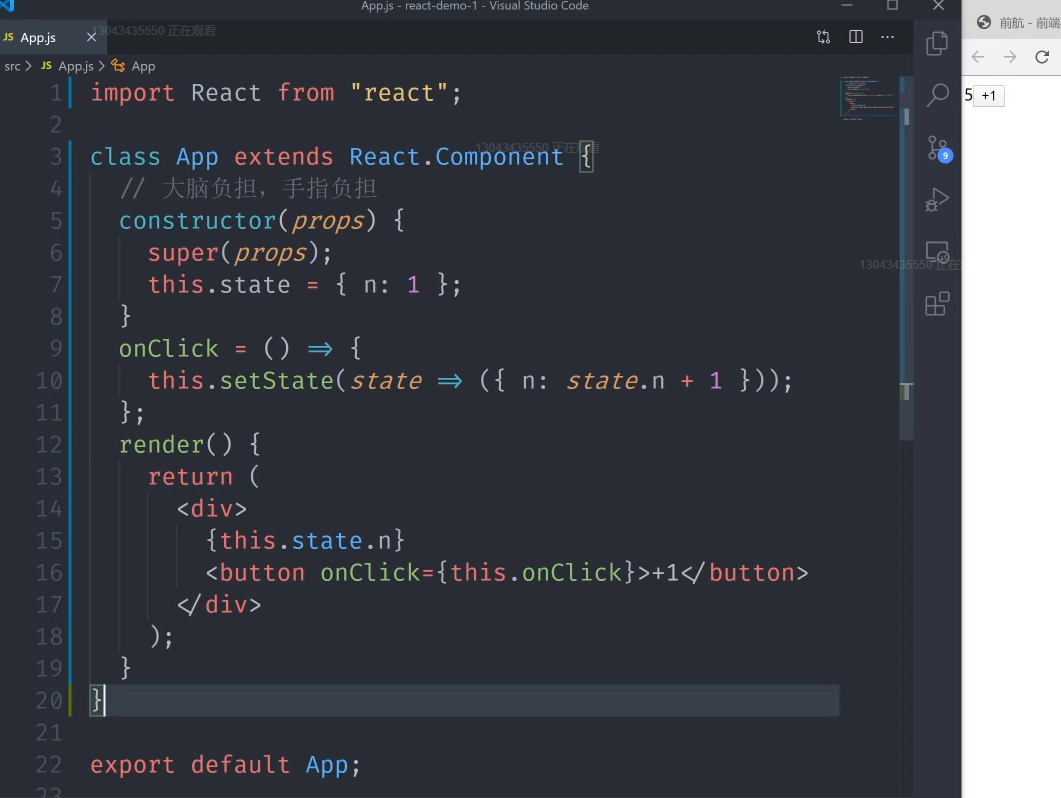 App.js - react-demo-1 - Visual Studio Code
JS App.js
13043435550 正在观看
前航 - 前端
src > JS App.js > App
5 +1
1 import React from "react";
2
3 class App extends React.Component {
13043435550 正在观看
4 // 大脑负担，手指负担
5 constructor(props) {
6 super(props);
7 this.state = { n: 1 };
8 }
9 onClick = () => {
10 this.setState(state => ({ n: state.n + 1 }));
11 };
12 render() {
13 return (
14 <div>
15 {this.state.n}
16 <button onClick={this.onClick}>+1</button>
17 </div>
18 );
19 }
20 }
21
22 export default App;
23
9
13043435550 正在